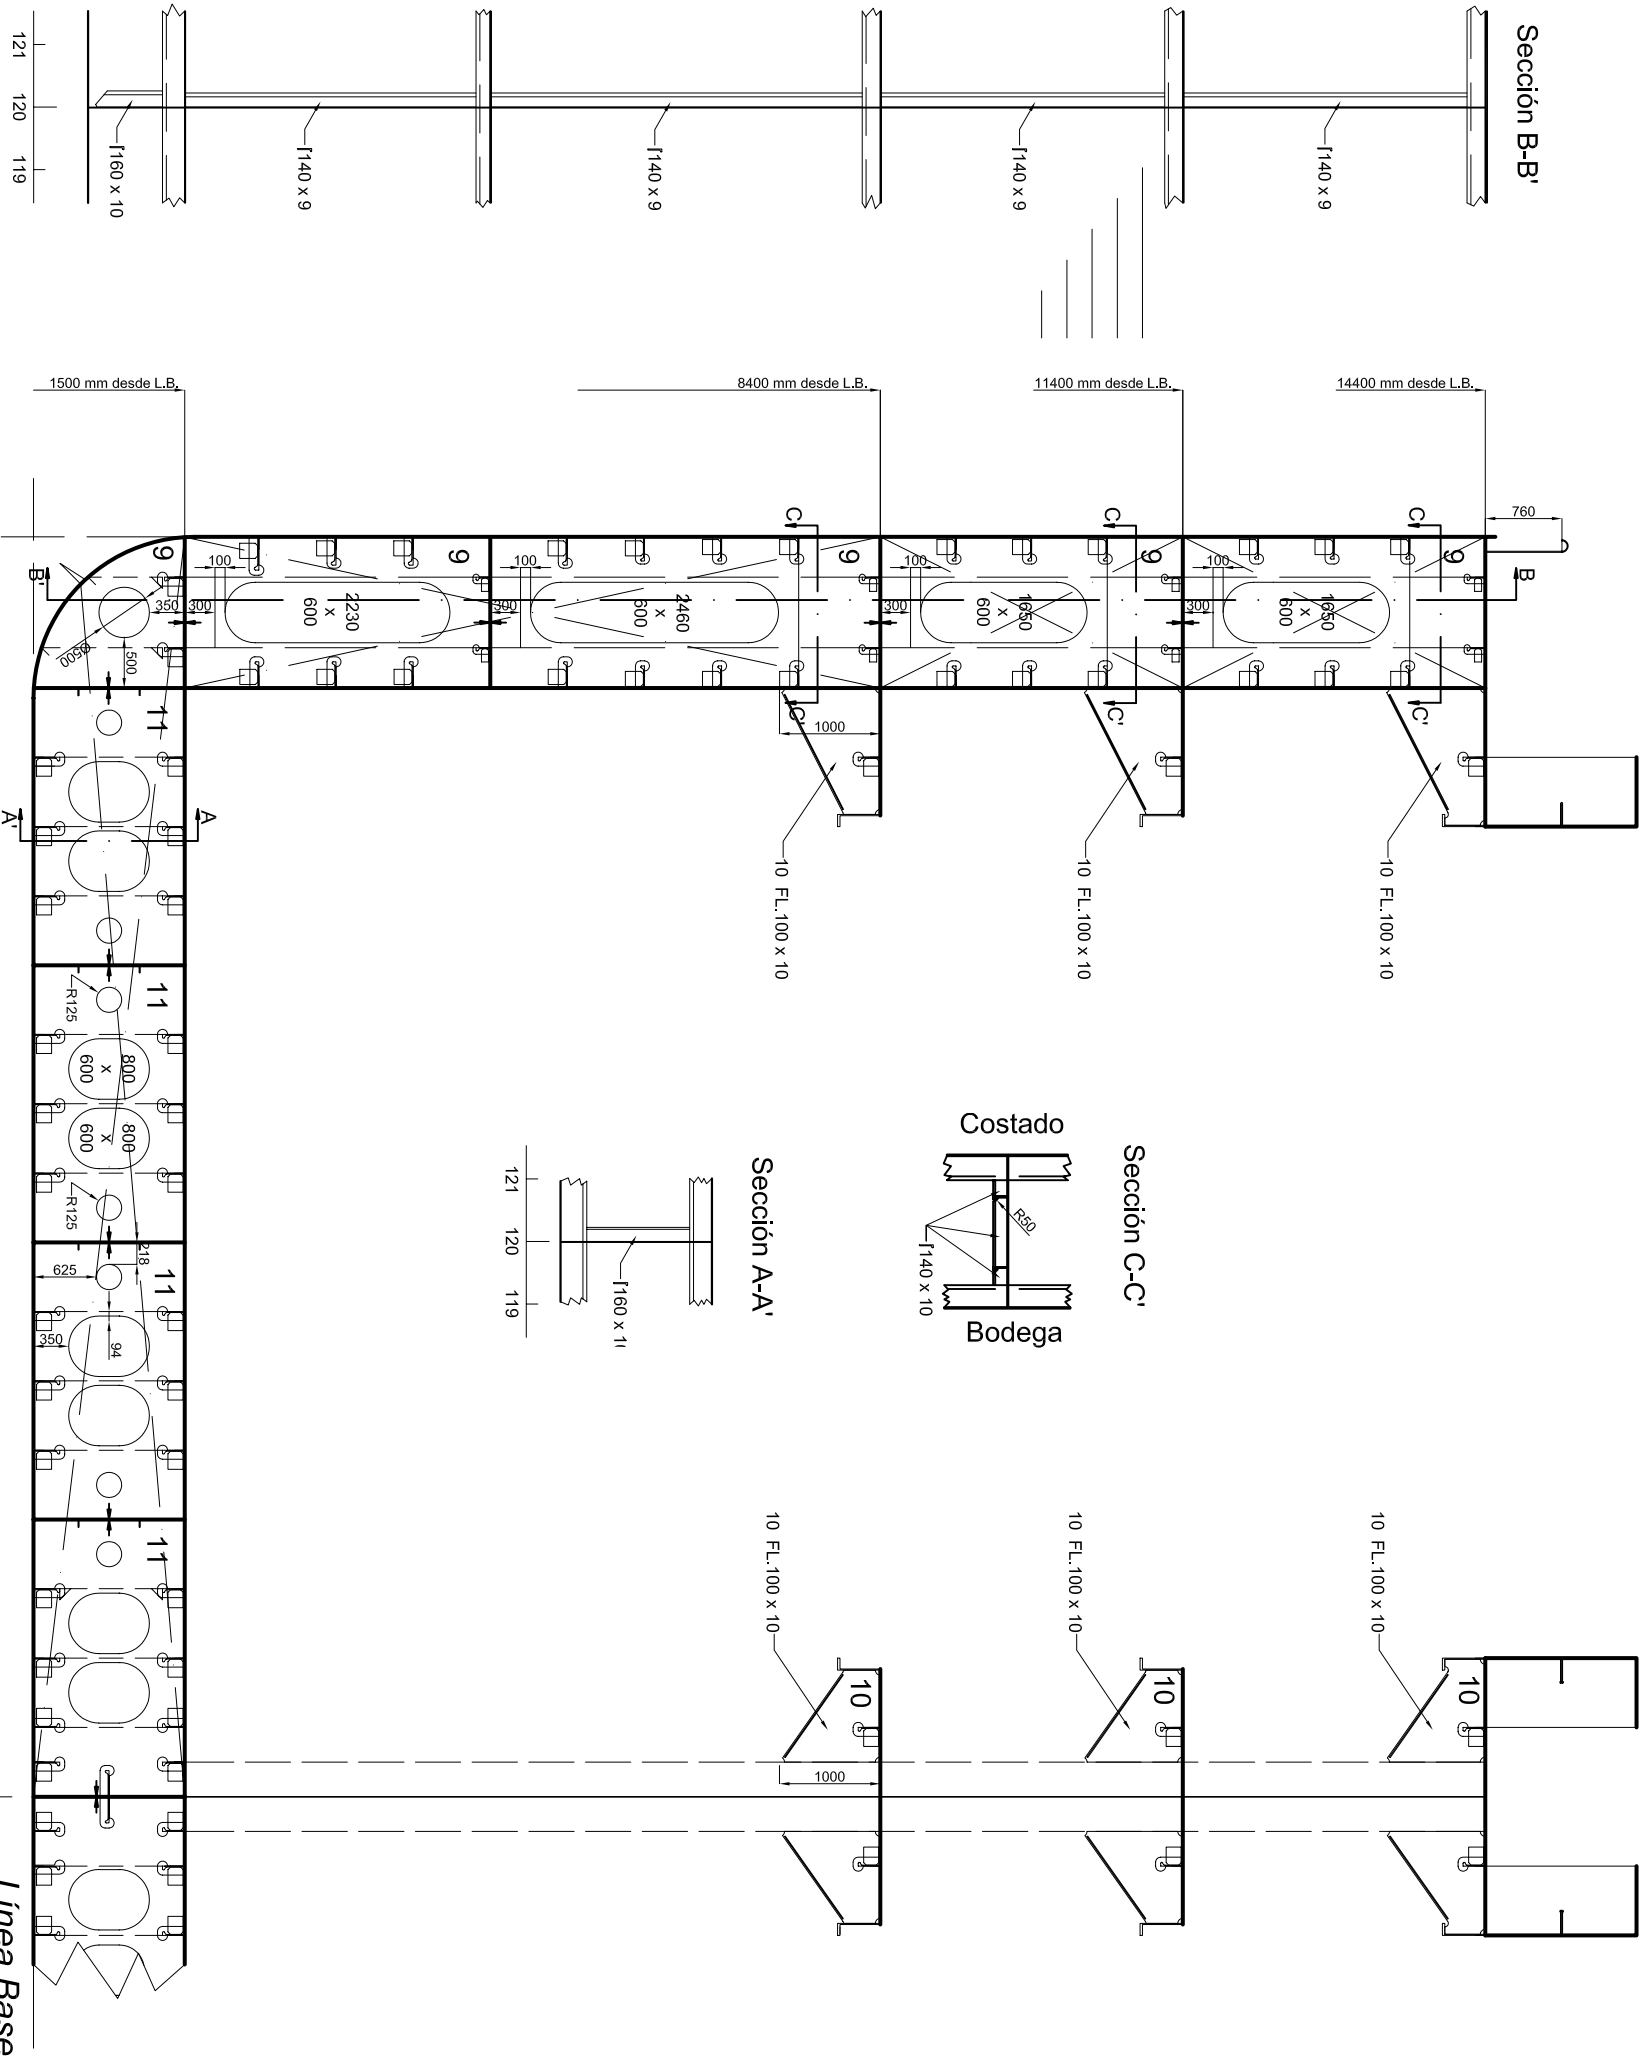 Sección B-B'
121
120
119
⌈160 x 10
⌈140 x 9
⌈140 x 9
⌈140 x 9
⌈140 x 9
1500 mm desde L.B.
8400 mm desde L.B.
11400 mm desde L.B.
14400 mm desde L.B.
760
B
B'
C
C
C
C'
C'
C'
9
9
9
9
9
100
100
100
100
350
300
300
300
300
Ø500
500
2230
x
600
2460
x
600
1650
x
600
1650
x
600
1000
10 FL.100 x 10
10 FL.100 x 10
10 FL.100 x 10
A
A'
11
11
11
11
R125
R125
800
x
600
800
x
600
218
625
94
350
Sección C-C'
Costado
R50
⌈140 x 10
Bodega
Sección A-A'
121
120
119
10 FL.100 x 10
10 FL.100 x 10
10 FL.100 x 10
10
10
10
1000
Línea Base